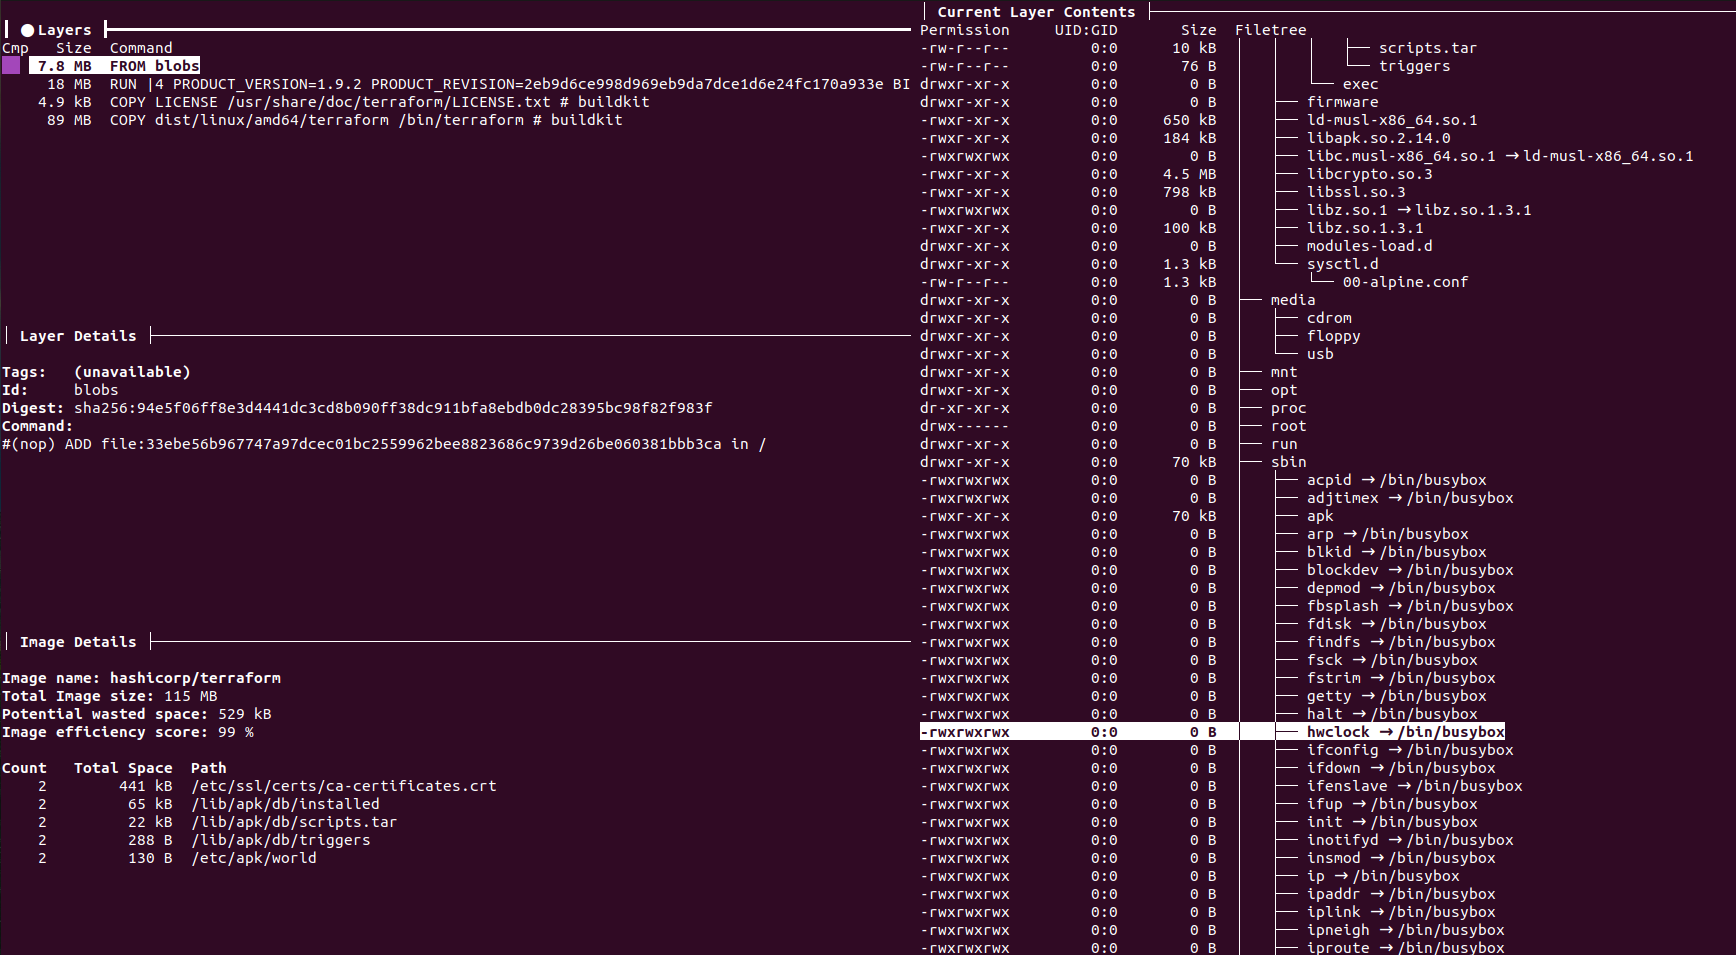 Layers
Cmp Size Command
7.8 MB FROM blobs
18 MB RUN |4 PRODUCT_VERSION=1.9.2 PRODUCT_REVISION=2eb9d6ce998d969eb9da7dce1d6e24fc170a933e BI
4.9 kB COPY LICENSE /usr/share/doc/terraform/LICENSE.txt # buildkit
89 MB COPY dist/linux/amd64/terraform /bin/terraform # buildkit
Layer Details
Tags: (unavailable)
Id: blobs
Digest: sha256:94e5f06ff8e3d4441dc3cd8b090ff38dc911bfa8ebdb0dc28395bc98f82f983f
Command:
#(nop) ADD file:33ebe56b967747a97dcec01bc2559962bee8823686c9739d26be060381bbb3ca in /
Image Details
Image name: hashicorp/terraform
Total Image size: 115 MB
Potential wasted space: 529 kB
Image efficiency score: 99 %
Count Total Space Path
2 441 kB /etc/ssl/certs/ca-certificates.crt
2 65 kB /lib/apk/db/installed
2 22 kB /lib/apk/db/scripts.tar
2 288 B /lib/apk/db/triggers
2 130 B /etc/apk/world
Current Layer Contents
Permission UID:GID Size Filetree
-rw-r--r-- 0:0 10 kB scripts.tar
-rw-r--r-- 0:0 76 B triggers
drwxr-xr-x 0:0 0 B exec
drwxr-xr-x 0:0 0 B firmware
-rwxr-xr-x 0:0 650 kB ld-musl-x86_64.so.1
-rwxr-xr-x 0:0 184 kB libapk.so.2.14.0
-rwxrwxrwx 0:0 0 B libc.musl-x86_64.so.1 → ld-musl-x86_64.so.1
-rwxr-xr-x 0:0 4.5 MB libcrypto.so.3
-rwxr-xr-x 0:0 798 kB libssl.so.3
-rwxrwxrwx 0:0 0 B libz.so.1 → libz.so.1.3.1
-rwxr-xr-x 0:0 100 kB libz.so.1.3.1
drwxr-xr-x 0:0 0 B modules-load.d
drwxr-xr-x 0:0 1.3 kB sysctl.d
-rw-r--r-- 0:0 1.3 kB 00-alpine.conf
drwxr-xr-x 0:0 0 B media
drwxr-xr-x 0:0 0 B cdrom
drwxr-xr-x 0:0 0 B floppy
drwxr-xr-x 0:0 0 B usb
drwxr-xr-x 0:0 0 B mnt
drwxr-xr-x 0:0 0 B opt
dr-xr-xr-x 0:0 0 B proc
drwx------ 0:0 0 B root
drwxr-xr-x 0:0 0 B run
drwxr-xr-x 0:0 70 kB sbin
-rwxrwxrwx 0:0 0 B acpid → /bin/busybox
-rwxrwxrwx 0:0 0 B adjtimex → /bin/busybox
-rwxr-xr-x 0:0 70 kB apk
-rwxrwxrwx 0:0 0 B arp → /bin/busybox
-rwxrwxrwx 0:0 0 B blkid → /bin/busybox
-rwxrwxrwx 0:0 0 B blockdev → /bin/busybox
-rwxrwxrwx 0:0 0 B depmod → /bin/busybox
-rwxrwxrwx 0:0 0 B fbsplash → /bin/busybox
-rwxrwxrwx 0:0 0 B fdisk → /bin/busybox
-rwxrwxrwx 0:0 0 B findfs → /bin/busybox
-rwxrwxrwx 0:0 0 B fsck → /bin/busybox
-rwxrwxrwx 0:0 0 B fstrim → /bin/busybox
-rwxrwxrwx 0:0 0 B getty → /bin/busybox
-rwxrwxrwx 0:0 0 B halt → /bin/busybox
-rwxrwxrwx 0:0 0 B hwclock → /bin/busybox
-rwxrwxrwx 0:0 0 B ifconfig → /bin/busybox
-rwxrwxrwx 0:0 0 B ifdown → /bin/busybox
-rwxrwxrwx 0:0 0 B ifenslave → /bin/busybox
-rwxrwxrwx 0:0 0 B ifup → /bin/busybox
-rwxrwxrwx 0:0 0 B init → /bin/busybox
-rwxrwxrwx 0:0 0 B inotifyd → /bin/busybox
-rwxrwxrwx 0:0 0 B insmod → /bin/busybox
-rwxrwxrwx 0:0 0 B ip → /bin/busybox
-rwxrwxrwx 0:0 0 B ipaddr → /bin/busybox
-rwxrwxrwx 0:0 0 B iplink → /bin/busybox
-rwxrwxrwx 0:0 0 B ipneigh → /bin/busybox
-rwxrwxrwx 0:0 0 B iproute → /bin/busybox